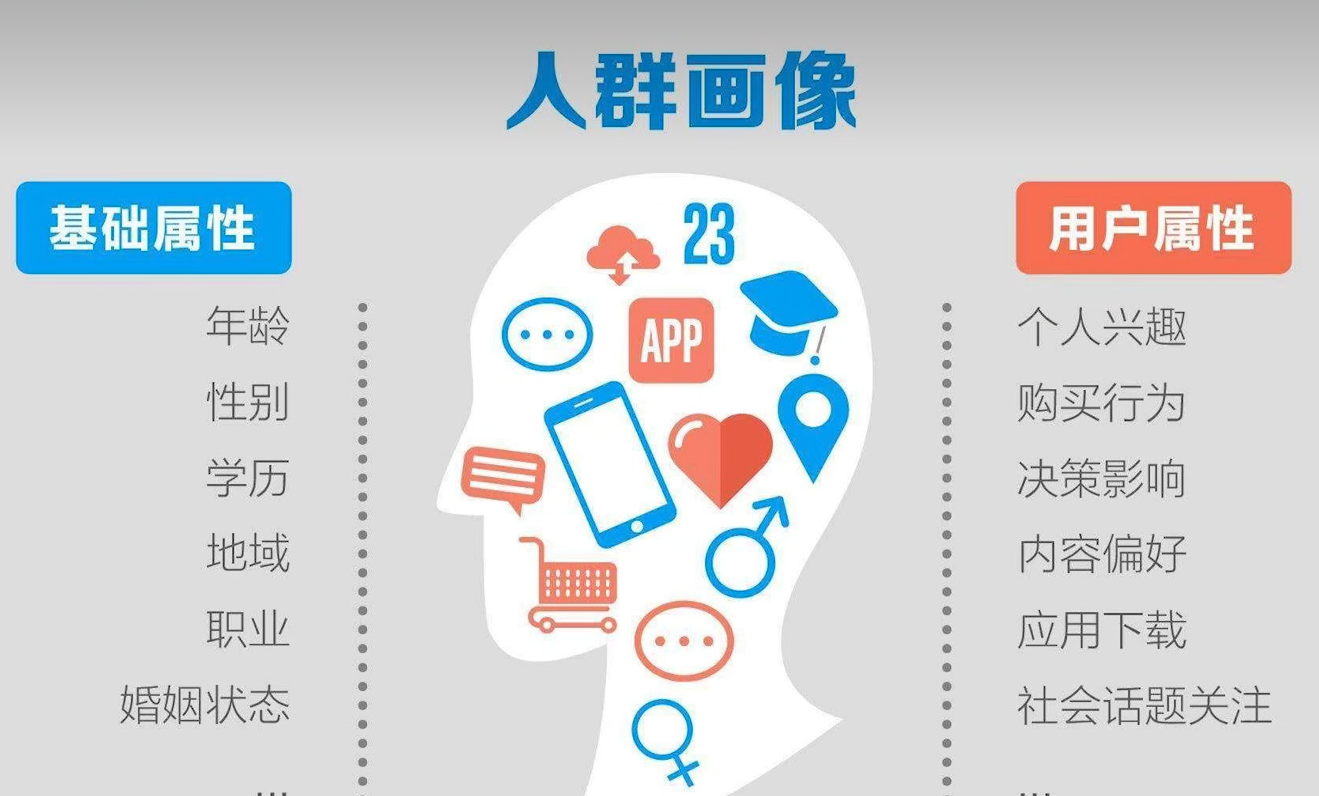 人群画像
基础属性
年龄
性别
学历
地域
职业
婚姻状态
23
APP
用户属性
个人兴趣
购买行为
决策影响
内容偏好
应用下载
社会话题关注